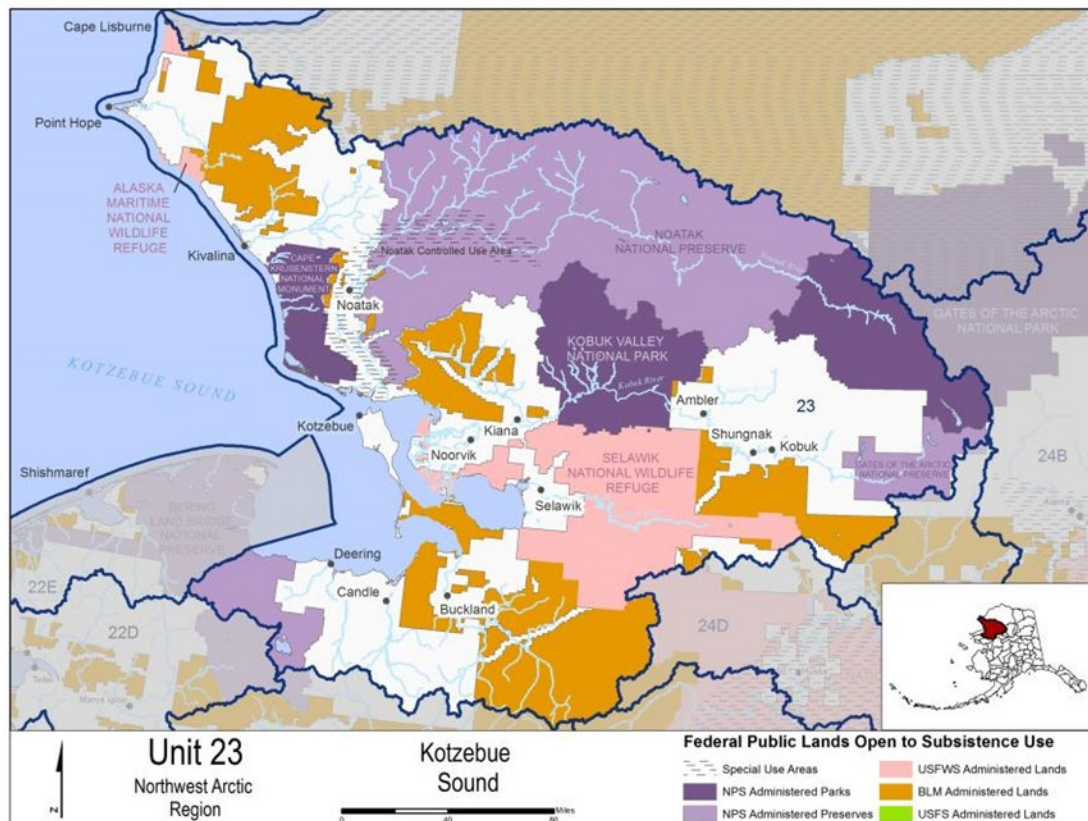 Cape Lisburne
Point Hope
ALASKA
MARITIME
NATIONAL
WILDLIFE
REFUGE
Kivalina
CAPE
KRUSENSTERN
NATIONAL
MONUMENT
Noatak Controlled Use Area
Noatak
NOATAK
NATIONAL PRESERVE
Noatak River
GATES OF THE ARCTIC
NATIONAL PARK
KOTZEBUE SOUND
KOBUK VALLEY
NATIONAL PARK
Kobuk River
Ambler
23
Kotzebue
Kiana
Noorvik
Shungnak
Kobuk
GATES OF THE ARCTIC
NATIONAL PRESERVE
24B
Shishmaref
SELAWIK
NATIONAL WILDLIFE
REFUGE
Selawik
BERING
LAND BRIDGE
NATIONAL
PRESERVE
Deering
Candle
Buckland
22E
22D
24D
Unit 23
Northwest Arctic
Region
N
Kotzebue
Sound
0 40 80 Miles
Federal Public Lands Open to Subsistence Use
Special Use Areas
NPS Administered Parks
NPS Administered Preserves
USFWS Administered Lands
BLM Administered Lands
USFS Administered Lands